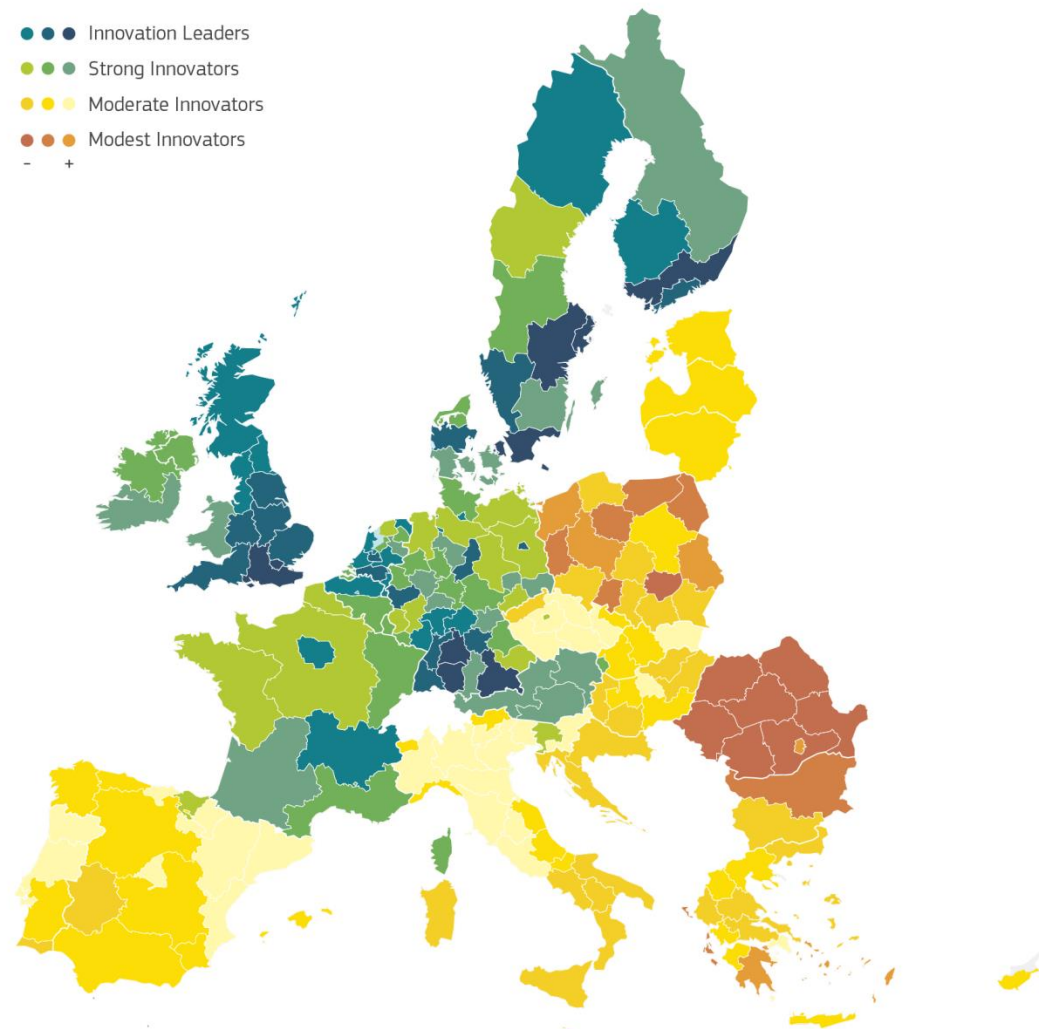 Innovation Leaders
Strong Innovators
Moderate Innovators
Modest Innovators
- +